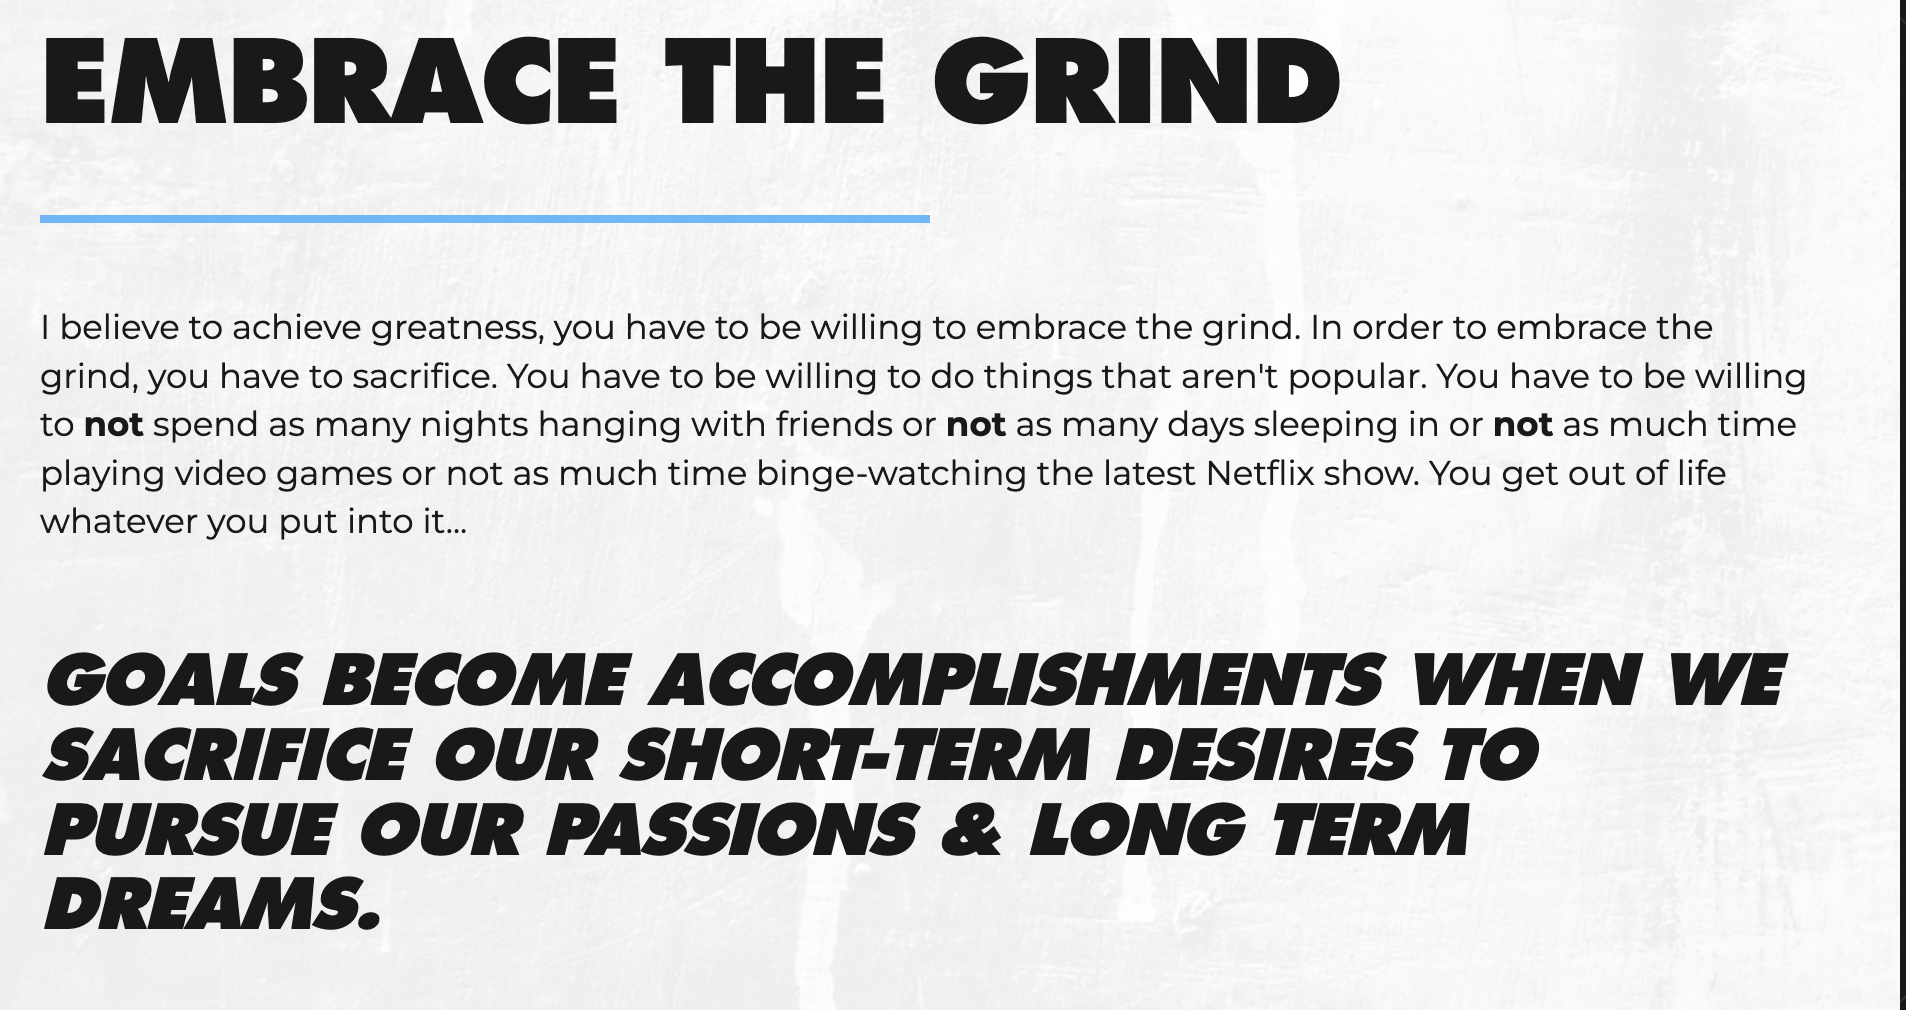 EMBRACE THE GRIND
I believe to achieve greatness, you have to be willing to embrace the grind. In order to embrace the
grind, you have to sacrifice. You have to be willing to do things that aren't popular. You have to be willing
to not spend as many nights hanging with friends or not as many days sleeping in or not as much time
playing video games or not as much time binge-watching the latest Netflix show. You get out of life
whatever you put into it...
GOALS BECOME ACCOMPLISHMENTS WHEN WE
SACRIFICE OUR SHORT-TERM DESIRES TO
PURSUE OUR PASSIONS & LONG TERM
DREAMS.